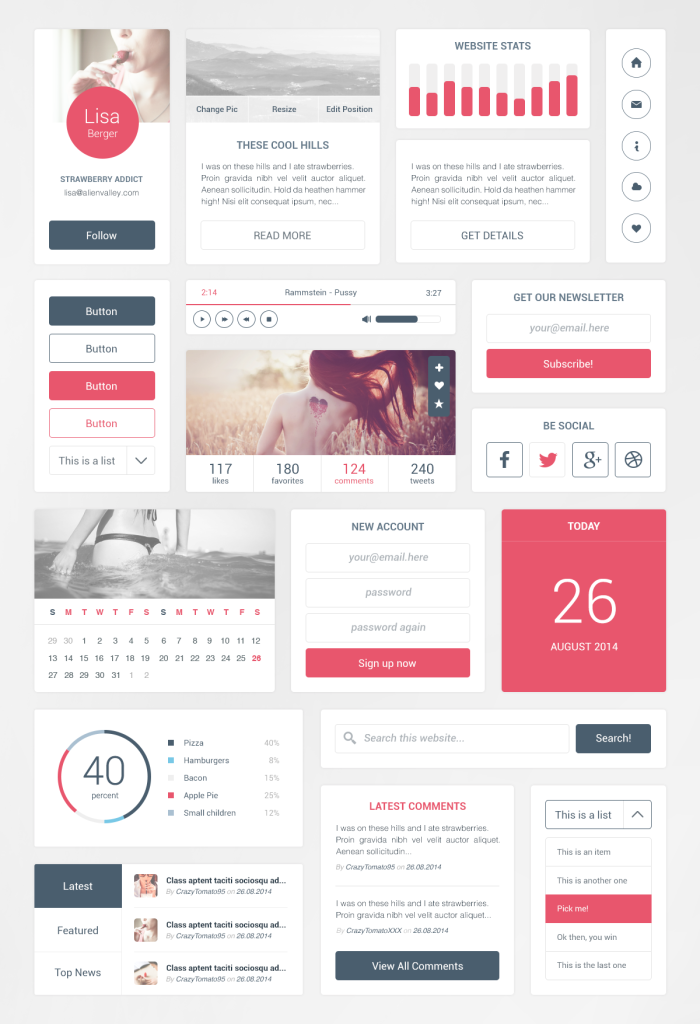 Lisa
Berger
STRAWBERRY ADDICT
lisa@alienvalley.com
Follow
Change Pic Resize Edit Position
THESE COOL HILLS
I was on these hills and I ate strawberries.
Proin gravida nibh vel velit auctor aliquet.
Aenean sollicitudin. Hoid da heathen hammer
high! Nisi elit consequat ipsum, nec...
READ MORE
WEBSITE STATS
I was on these hills and I ate strawberries.
Proin gravida nibh vel velit auctor aliquet.
Aenean sollicitudin. Hoid da heathen hammer
high! Nisi elit consequat ipsum, nec...
GET DETAILS
Button
Button
Button
Button
This is a list
2:14 Rammstein - Pussy 3:27
117 180 124 240
likes favorites comments tweets
GET OUR NEWSLETTER
your@email.here
Subscribe!
BE SOCIAL
S M T W T F S S M T W T F S
29 30 1 2 3 4 5 6 7 8 9 10 11 12
13 14 15 16 17 18 19 20 21 22 23 24 25 26
27 28 29 30 31 1 2
NEW ACCOUNT
your@email.here
password
password again
Sign up now
TODAY
26
AUGUST 2014
40
percent
Pizza 40%
Hamburgers 8%
Bacon 15%
Apple Pie 25%
Small children 12%
Search this website...
Search!
Latest
Featured
Top News
Class aptent taciti sociosqu ad...
By CrazyTomato95 on 26.08.2014
Class aptent taciti sociosqu ad...
By CrazyTomato95 on 26.08.2014
Class aptent taciti sociosqu ad...
By CrazyTomato95 on 26.08.2014
LATEST COMMENTS
I was on these hills and I ate strawberries.
Proin gravida nibh vel velit auctor aliquet.
Aenean sollicitudin...
By CrazyTomato95 on 26.08.2014
I was on these hills and I ate strawberries.
Proin gravida nibh vel velit auctor aliquet...
By CrazyTomatoXXX on 26.08.2014
View All Comments
This is a list
This is an item
This is another one
Pick me!
Ok then, you win
This is the last one